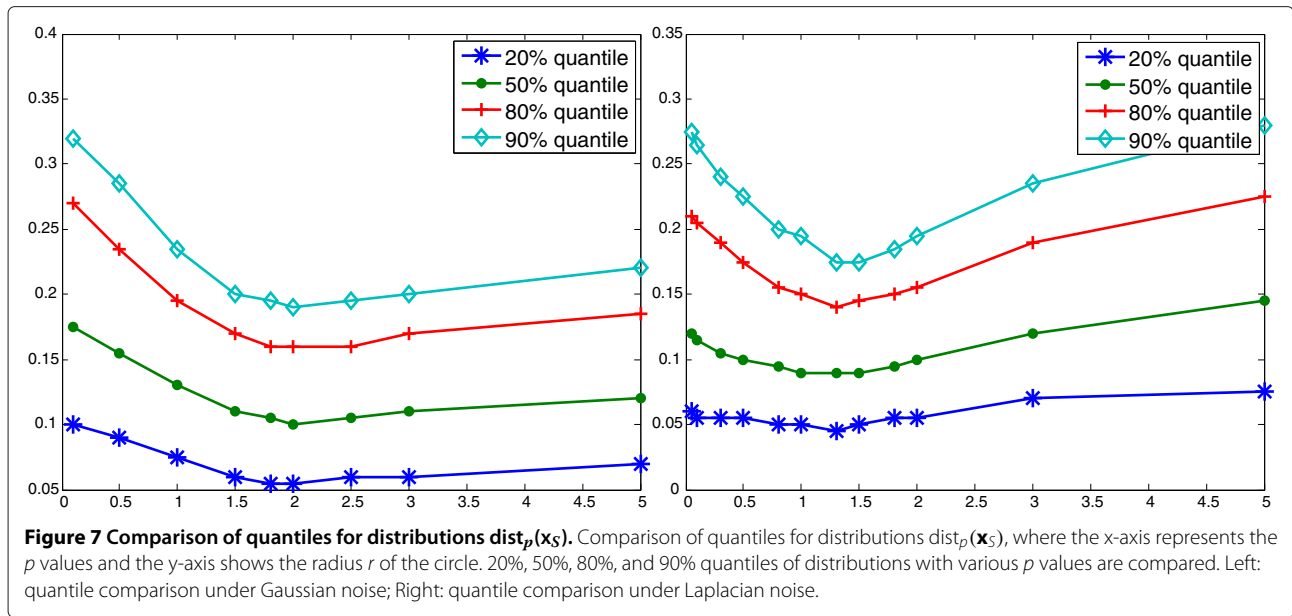 0.4
0.35
0.3
0.25
0.2
0.15
0.1
0.05
0 0.5 1 1.5 2 2.5 3 3.5 4 4.5 5
20% quantile
50% quantile
80% quantile
90% quantile
0.35
0.3
0.25
0.2
0.15
0.1
0.05
0
0 0.5 1 1.5 2 2.5 3 3.5 4 4.5 5
20% quantile
50% quantile
80% quantile
90% quantile
Figure 7 Comparison of quantiles for distributions distₚ(x_S). Comparison of quantiles for distributions distₚ(x_S), where the x-axis represents the
p values and the y-axis shows the radius r of the circle. 20%, 50%, 80%, and 90% quantiles of distributions with various p values are compared. Left:
quantile comparison under Gaussian noise; Right: quantile comparison under Laplacian noise.